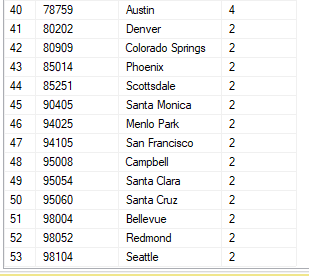 40 78759 Austin 4
41 80202 Denver 2
42 80909 Colorado Springs 2
43 85014 Phoenix 2
44 85251 Scottsdale 2
45 90405 Santa Monica 2
46 94025 Menlo Park 2
47 94105 San Francisco 2
48 95008 Campbell 2
49 95054 Santa Clara 2
50 95060 Santa Cruz 2
51 98004 Bellevue 2
52 98052 Redmond 2
53 98104 Seattle 2